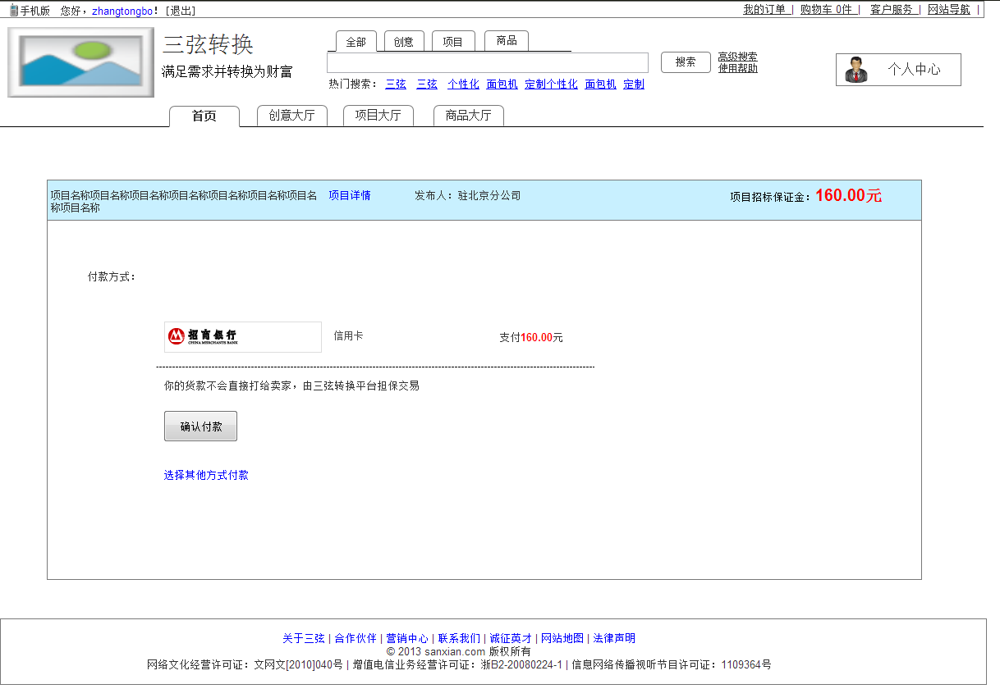 手机版 您好，zhangtongbo！ [退出] 我的订单 | 购物车 0件 | 客户服务 | 网站导航 |
三弦转换
满足需求并转换为财富
全部 创意 项目 商品
搜索 高级搜索
使用帮助
个人中心
热门搜索： 三弦 三弦 个性化 面包机 定制个性化 面包机 定制
首页 创意大厅 项目大厅 商品大厅
项目名称项目名称项目名称项目名称项目名称项目名称项目名 项目详情 发布人：驻北京分公司 项目招标保证金：160.00元
称项目名称
付款方式：
招商银行 信用卡 支付160.00元
CHINA MERCHANTS BANK
你的货款不会直接打给卖家，由三弦转换平台担保交易
确认付款
选择其他方式付款
关于三弦 | 合作伙伴 | 营销中心 | 联系我们 | 诚征英才 | 网站地图 | 法律声明
© 2013 sanxian.com 版权所有
网络文化经营许可证：文网文[2010]040号 | 增值电信业务经营许可证：浙B2-20080224-1 | 信息网络传播视听节目许可证：1109364号